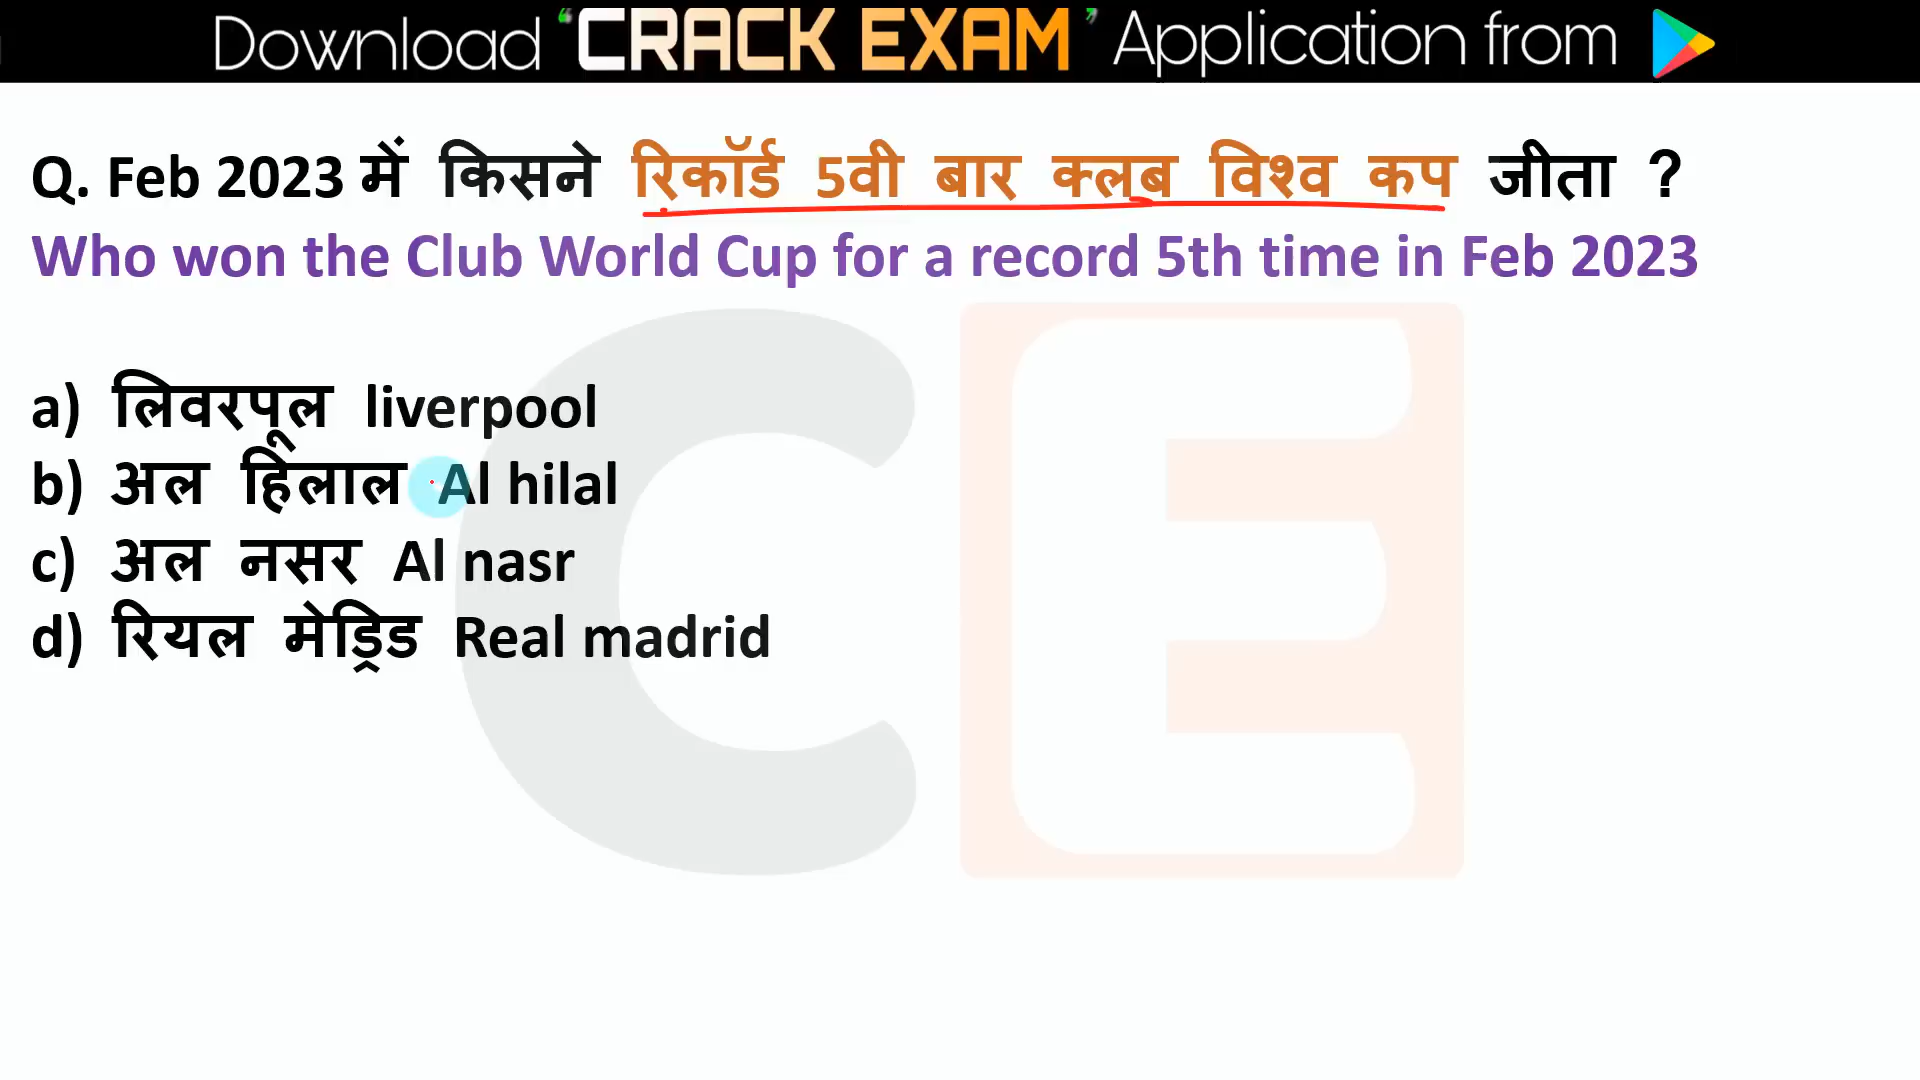 Download ‘CRACK EXAM’ Application from
Q. Feb 2023 में किसने रिकॉर्ड 5वी बार क्लब विश्व कप जीता ?
Who won the Club World Cup for a record 5th time in Feb 2023
a) लिवरपूल liverpool
b) अल हिलाल Al hilal
c) अल नसर Al nasr
d) रियल मेड्रिड Real madrid
CE